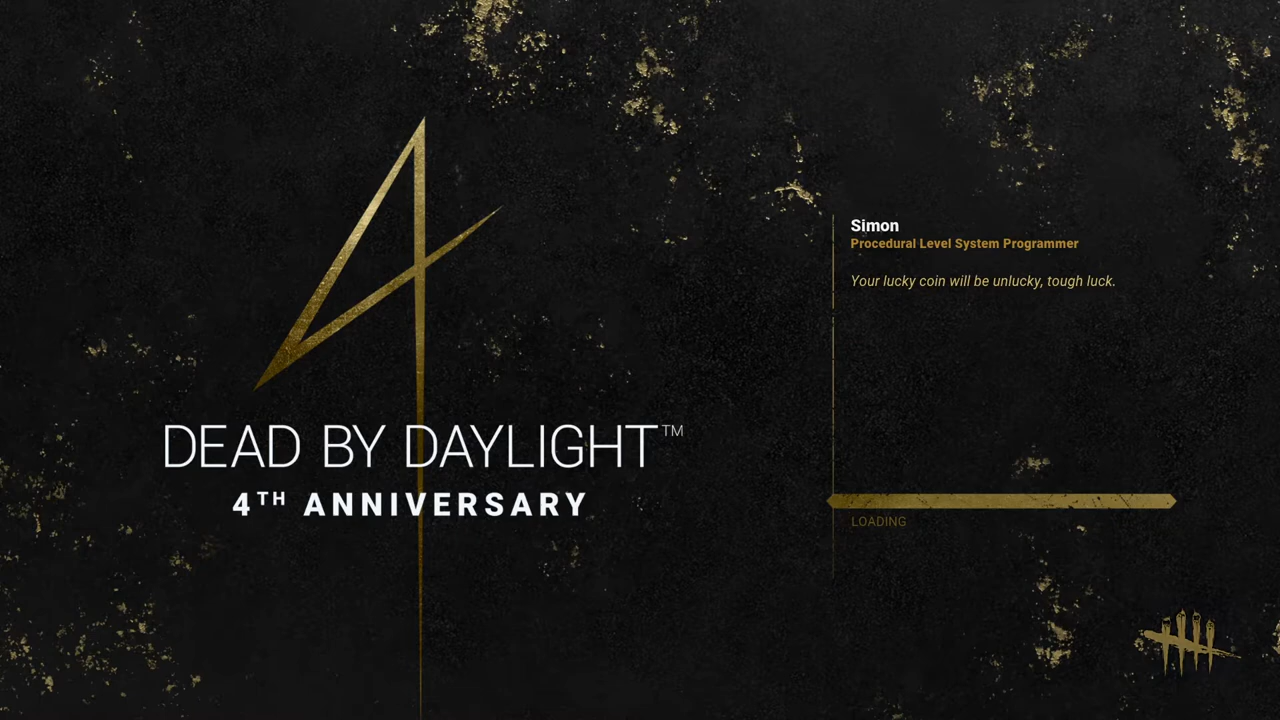 DEAD BY DAYLIGHT™
4TH ANNIVERSARY
Simon
Procedural Level System Programmer
Your lucky coin will be unlucky, tough luck.
LOADING